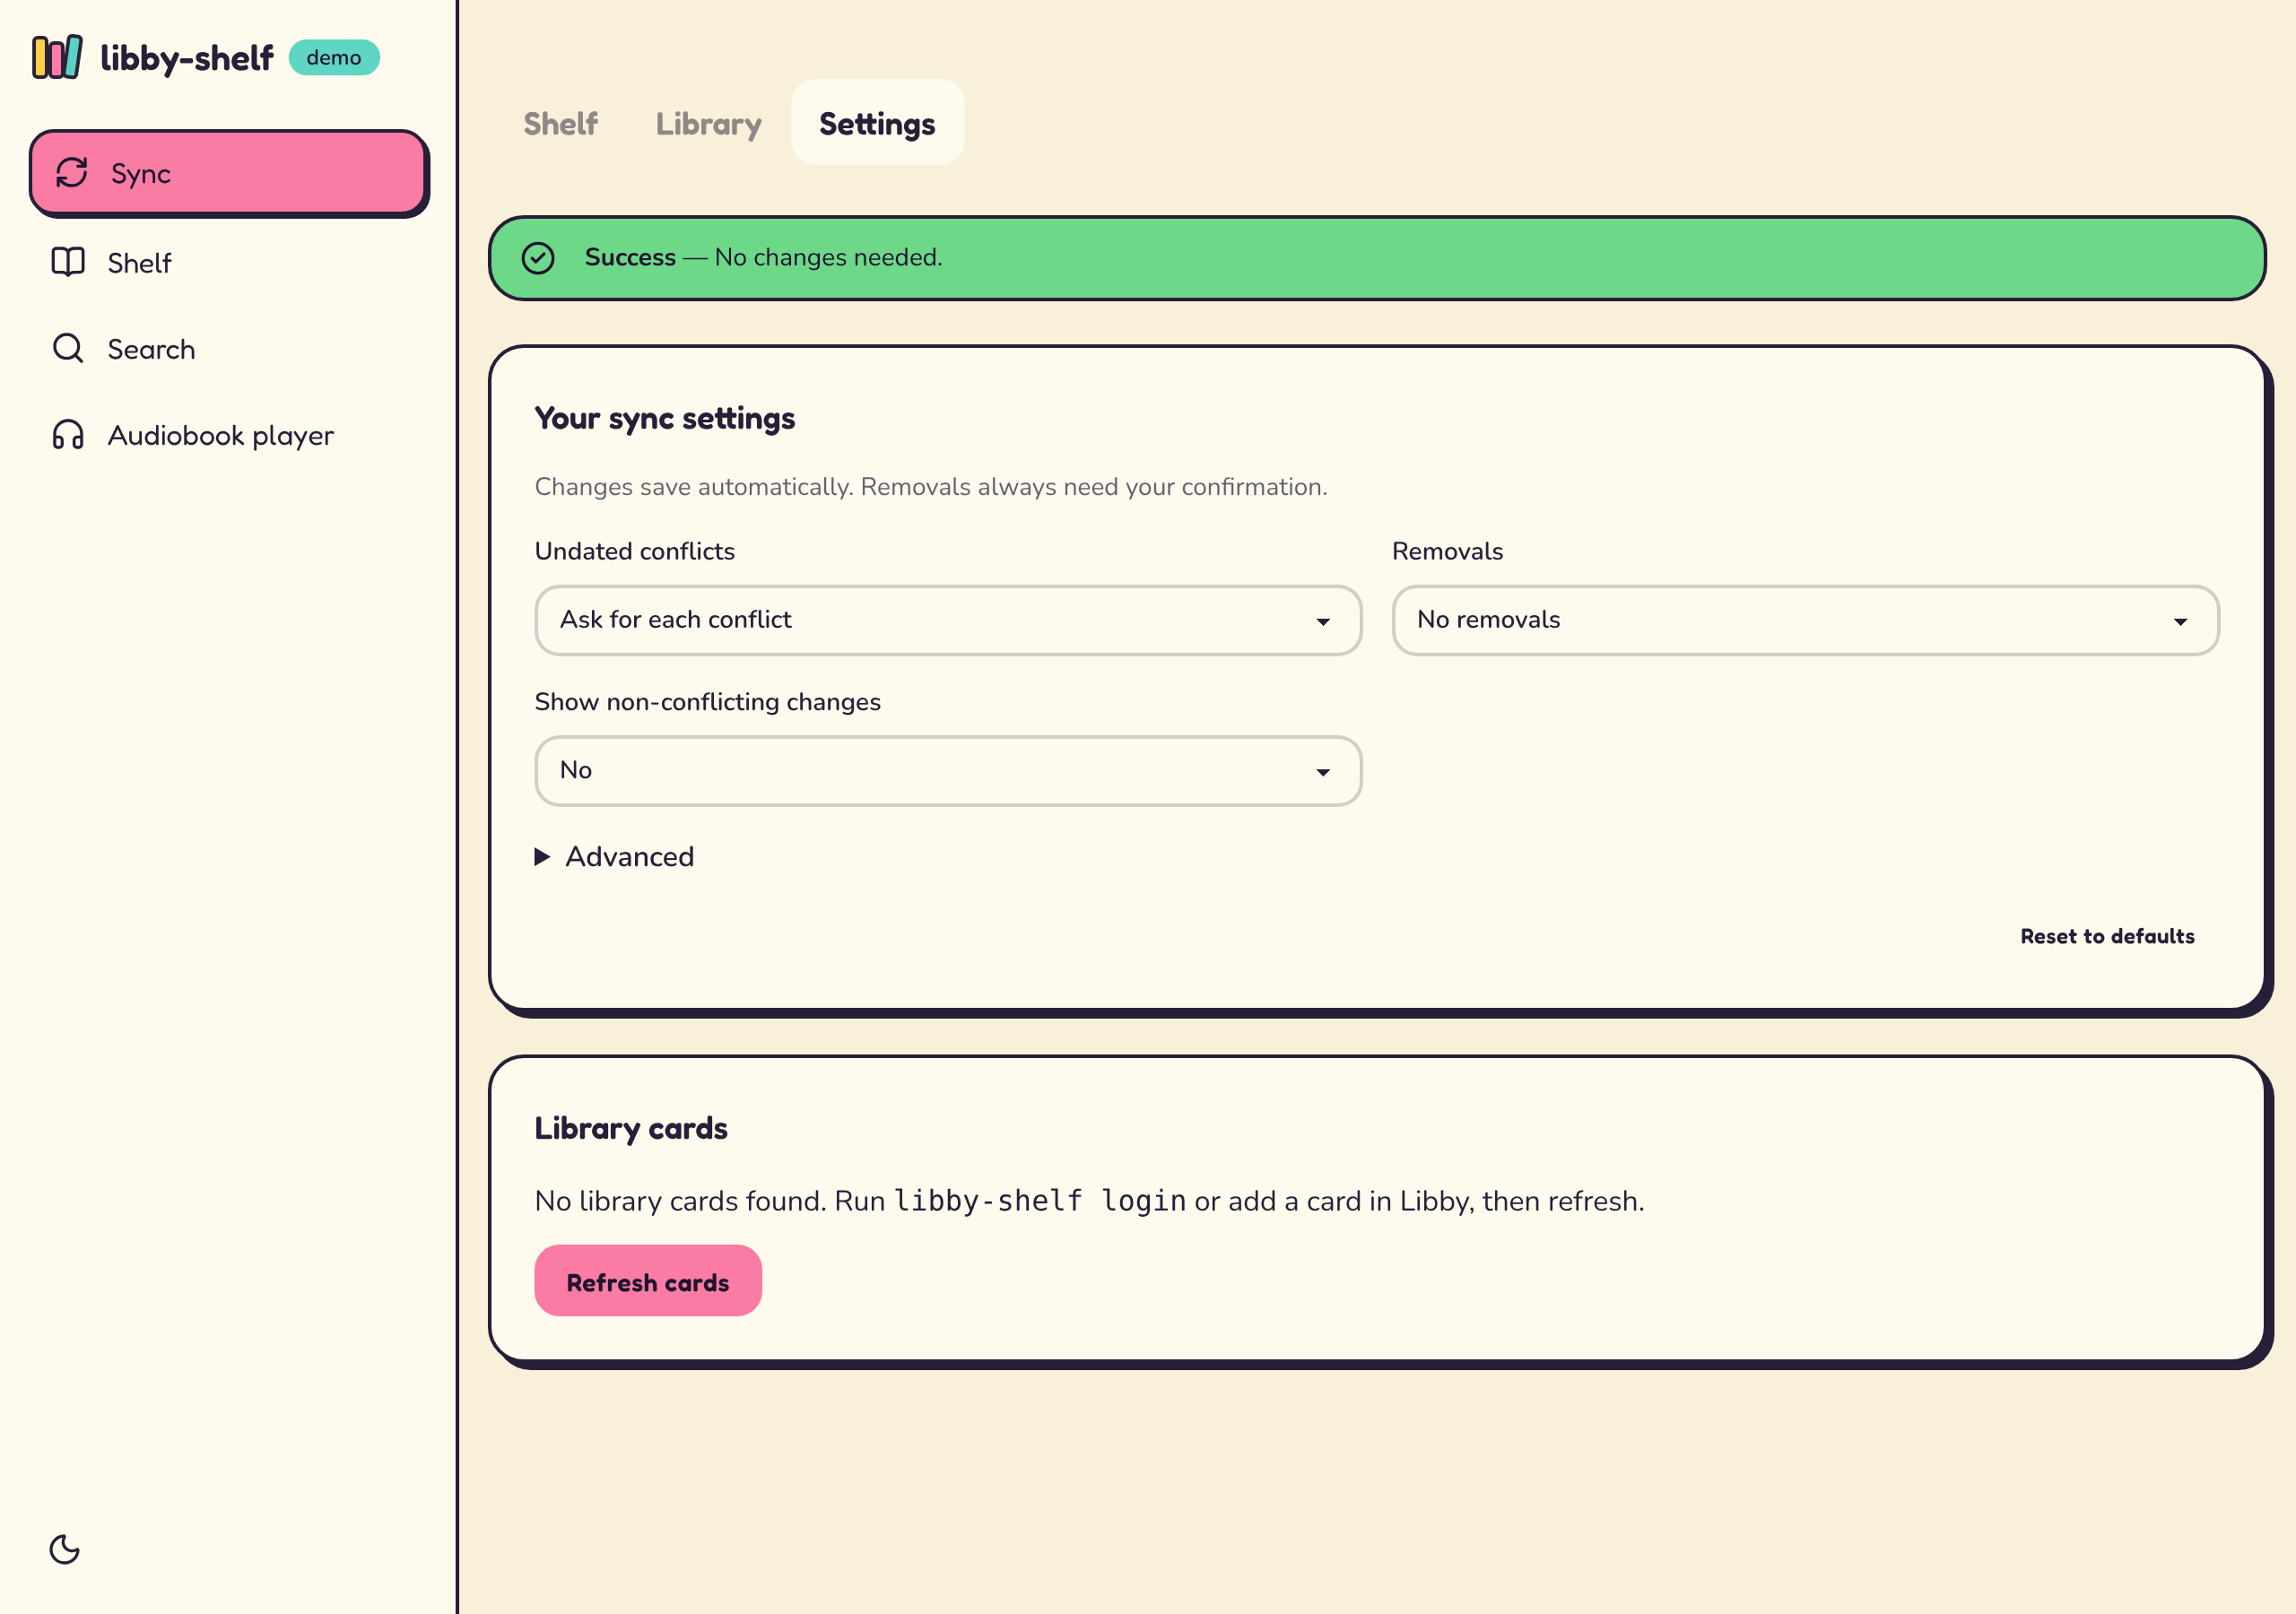 libby-shelf demo
Sync
Shelf
Search
Audiobook player
Shelf Library Settings
Success — No changes needed.
Your sync settings
Changes save automatically. Removals always need your confirmation.
Undated conflicts
Ask for each conflict
Removals
No removals
Show non-conflicting changes
No
Advanced
Reset to defaults
Library cards
No library cards found. Run libby-shelf login or add a card in Libby, then refresh.
Refresh cards